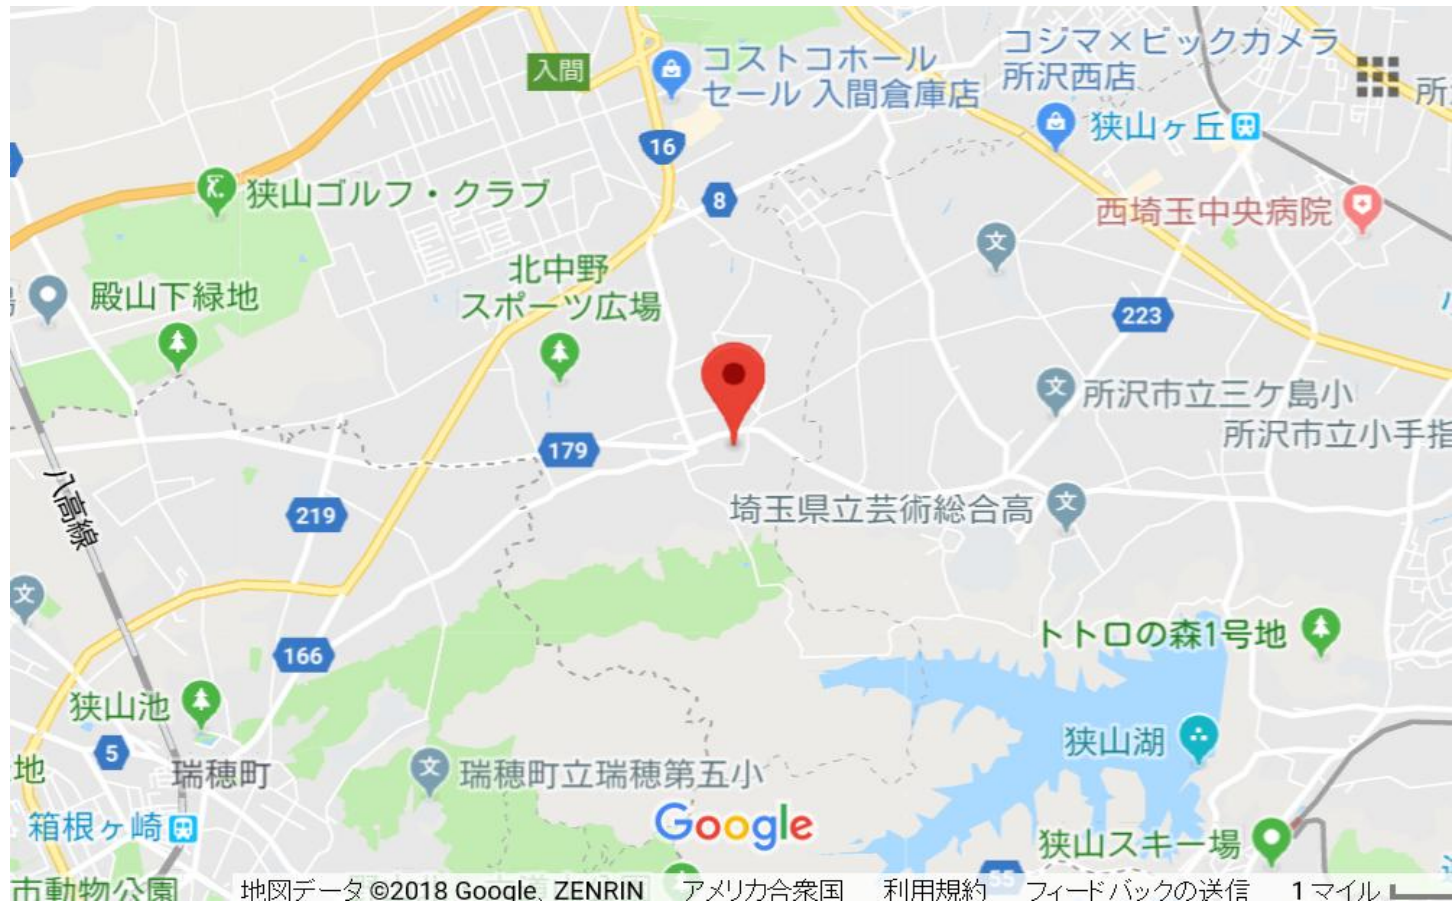 入間
コストコホール
セール 入間倉庫店
コジマ×ビックカメラ
所沢西店
所
狭山ヶ丘
16
狭山ゴルフ・クラブ
8
西埼玉中央病院
北中野
スポーツ広場
殿山下緑地
223
所沢市立三ケ島小
所沢市立小手指
179
八高線
219
埼玉県立芸術総合高
トトロの森1号地
166
狭山池
5
狭山湖
地
瑞穂町
瑞穂町立瑞穂第五小
箱根ヶ崎
Google
狭山スキー場
55
市動物公園
地図データ ©2018 Google、ZENRIN アメリカ合衆国 利用規約 フィードバックの送信 1 マイル